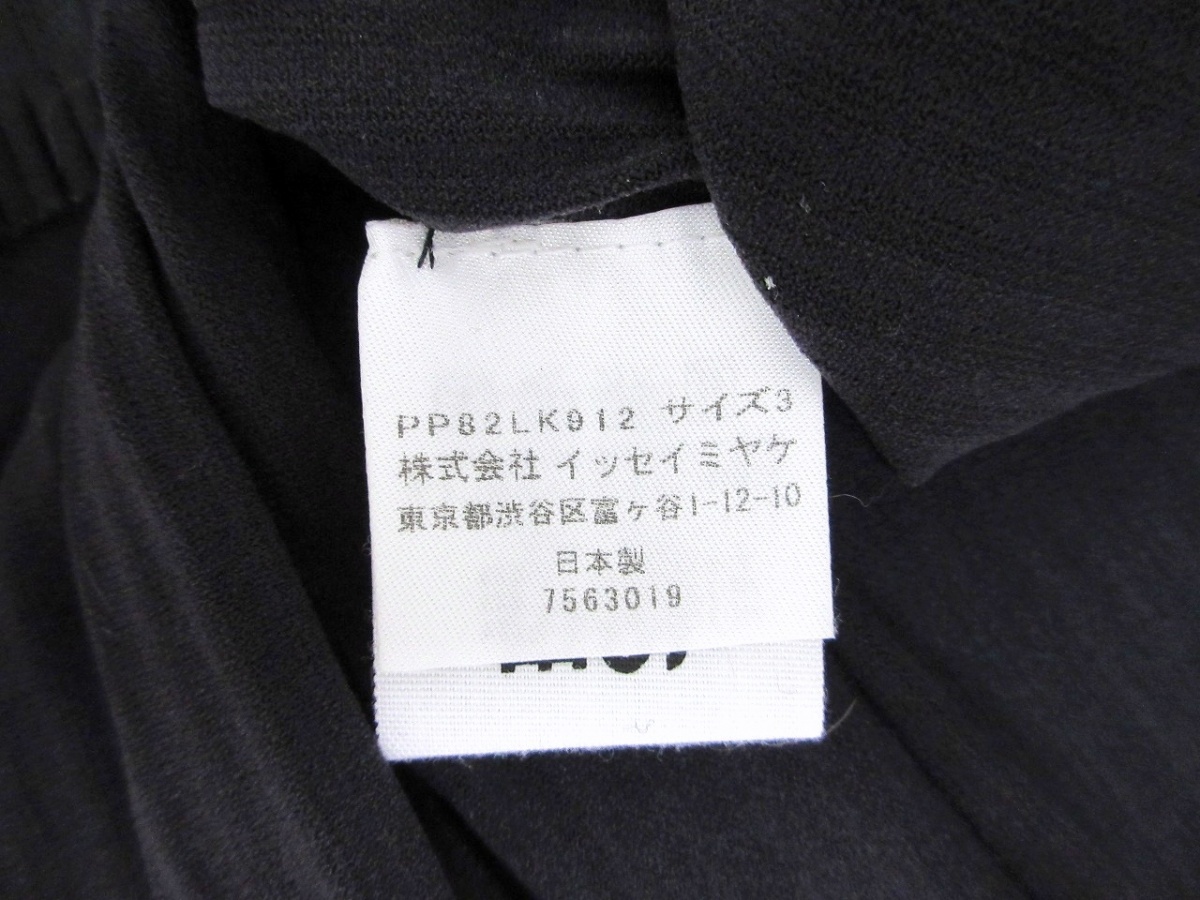 PP82LK912 サイズ3
株式会社 イッセイミヤケ
東京都渋谷区富ヶ谷1-12-10
日本製
7563019